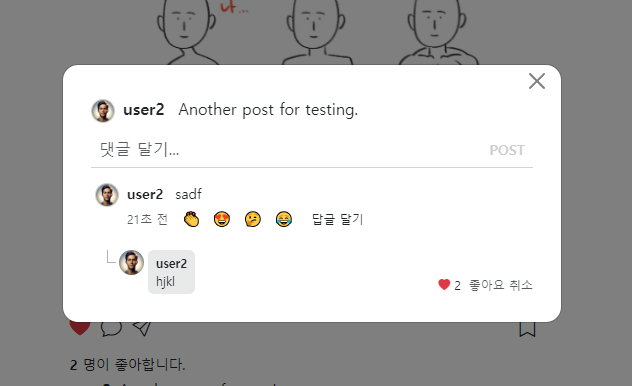 나...
user2 Another post for testing.
댓글 달기...
POST
user2 sadf
21초 전 👏 😍 🤔 😂 답글 달기
user2
hjkl
❤️ 2 좋아요 취소
2 명이 좋아합니다.